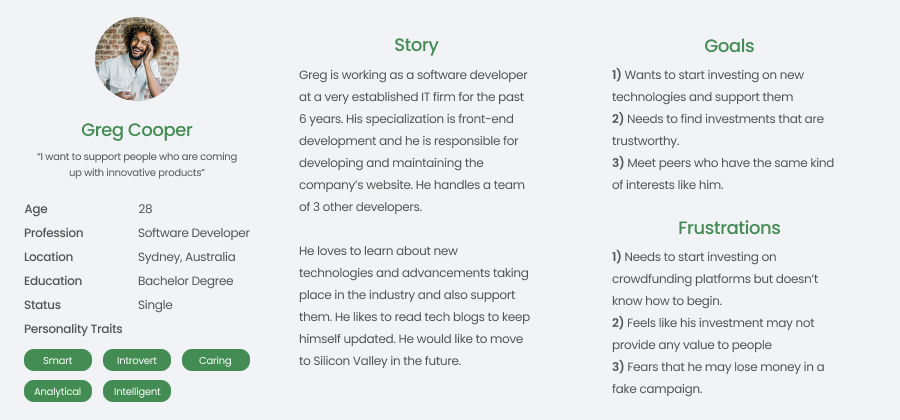 Greg Cooper
"I want to support people who are coming
up with innovative products"
Age 28
Profession Software Developer
Location Sydney, Australia
Education Bachelor Degree
Status Single
Personality Traits
Smart Introvert Caring
Analytical Intelligent
Story
Greg is working as a software developer
at a very established IT firm for the past
6 years. His specialization is front-end
development and he is responsible for
developing and maintaining the
company's website. He handles a team
of 3 other developers.
He loves to learn about new
technologies and advancements taking
place in the industry and also support
them. He likes to read tech blogs to keep
himself updated. He would like to move
to Silicon Valley in the future.
Goals
1) Wants to start investing on new
technologies and support them
2) Needs to find investments that are
trustworthy.
3) Meet peers who have the same kind
of interests like him.
Frustrations
1) Needs to start investing on
crowdfunding platforms but doesn't
know how to begin.
2) Feels like his investment may not
provide any value to people
3) Fears that he may lose money in a
fake campaign.